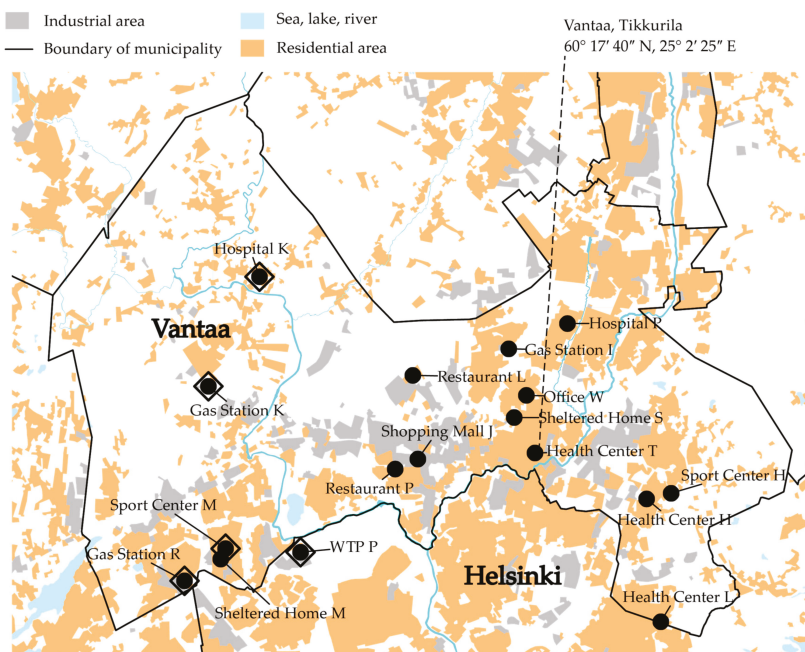 Industrial area
Sea, lake, river
Boundary of municipality
Residential area
Vantaa, Tikkurila
60° 17′ 40″ N, 25° 2′ 25″ E
Hospital K
Vantaa
Hospital P
Gas Station I
Restaurant L
Gas Station K
Office W
Sheltered Home S
Shopping Mall J
Health Center T
Restaurant P
Sport Center H
Sport Center M
Health Center H
WTP P
Gas Station R
Helsinki
Sheltered Home M
Health Center L